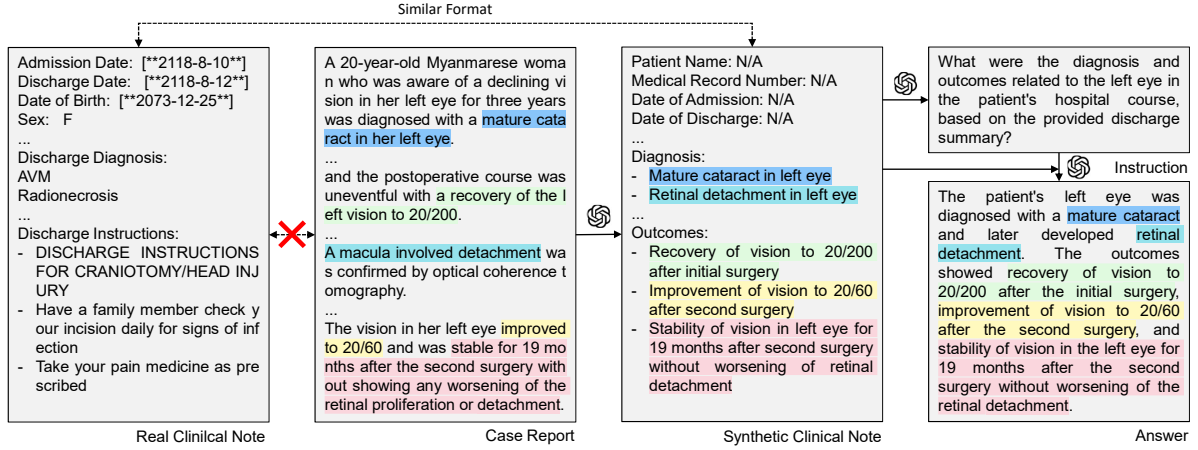 Similar Format
Admission Date: [**2118-8-10**]
Discharge Date: [**2118-8-12**]
Date of Birth: [**2073-12-25**]
Sex: F
...
Discharge Diagnosis:
AVM
Radionecrosis
...
Discharge Instructions:
- DISCHARGE INSTRUCTIONS
FOR CRANIOTOMY/HEAD INJ
URY
- Have a family member check y
our incision daily for signs of inf
ection
- Take your pain medicine as pre
scribed
Real Clinilcal Note
A 20-year-old Myanmarese woma
n who was aware of a declining vi
sion in her left eye for three years
was diagnosed with a mature cata
ract in her left eye.
...
and the postoperative course was
uneventful with a recovery of the l
eft vision to 20/200.
...
A macula involved detachment wa
s confirmed by optical coherence t
omography.
...
The vision in her left eye improved
to 20/60 and was stable for 19 mo
nths after the second surgery with
out showing any worsening of the
retinal proliferation or detachment.
Case Report
Patient Name: N/A
Medical Record Number: N/A
Date of Admission: N/A
Date of Discharge: N/A
...
Diagnosis:
- Mature cataract in left eye
- Retinal detachment in left eye
...
Outcomes:
- Recovery of vision to 20/200
after initial surgery
- Improvement of vision to 20/60
after second surgery
- Stability of vision in left eye for
19 months after second surgery
without worsening of retinal
detachment
Synthetic Clinical Note
What were the diagnosis and
outcomes related to the left eye in
the patient's hospital course,
based on the provided discharge
summary?
Instruction
The patient's left eye was
diagnosed with a mature cataract
and later developed retinal
detachment. The outcomes
showed recovery of vision to
20/200 after the initial surgery,
improvement of vision to 20/60
after the second surgery, and
stability of vision in the left eye for
19 months after the second
surgery without worsening of the
retinal detachment.
Answer